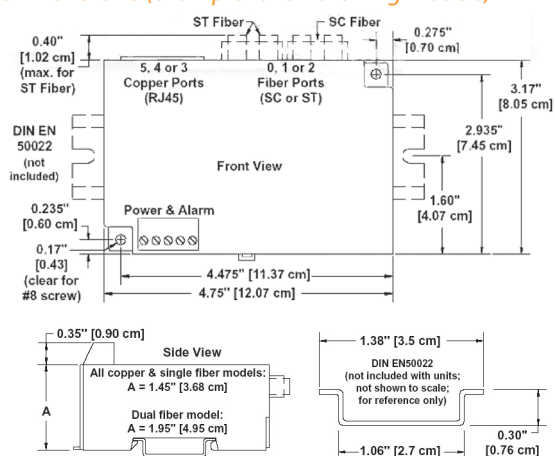 ST Fiber
SC Fiber
0.40"
[1.02 cm]
(max. for
ST Fiber)
0.275"
[0.70 cm]
5, 4 or 3
Copper Ports
(RJ45)
0, 1 or 2
Fiber Ports
(SC or ST)
3.17"
[8.05 cm]
DIN EN
50022
(not
included)
2.935"
[7.45 cm]
Front View
1.60"
[4.07 cm]
0.235"
[0.60 cm]
Power & Alarm
0.17"
[0.43]
(clear for
#8 screw)
4.475" [11.37 cm]
4.75" [12.07 cm]
0.35" [0.90 cm]
Side View
All copper & single fiber models:
A = 1.45" [3.68 cm]
Dual fiber model:
A = 1.95" [4.95 cm]
A
1.38" [3.5 cm]
DIN EN50022
(not included with units;
not shown to scale;
for reference only)
0.30"
[0.76 cm]
1.06" [2.7 cm]